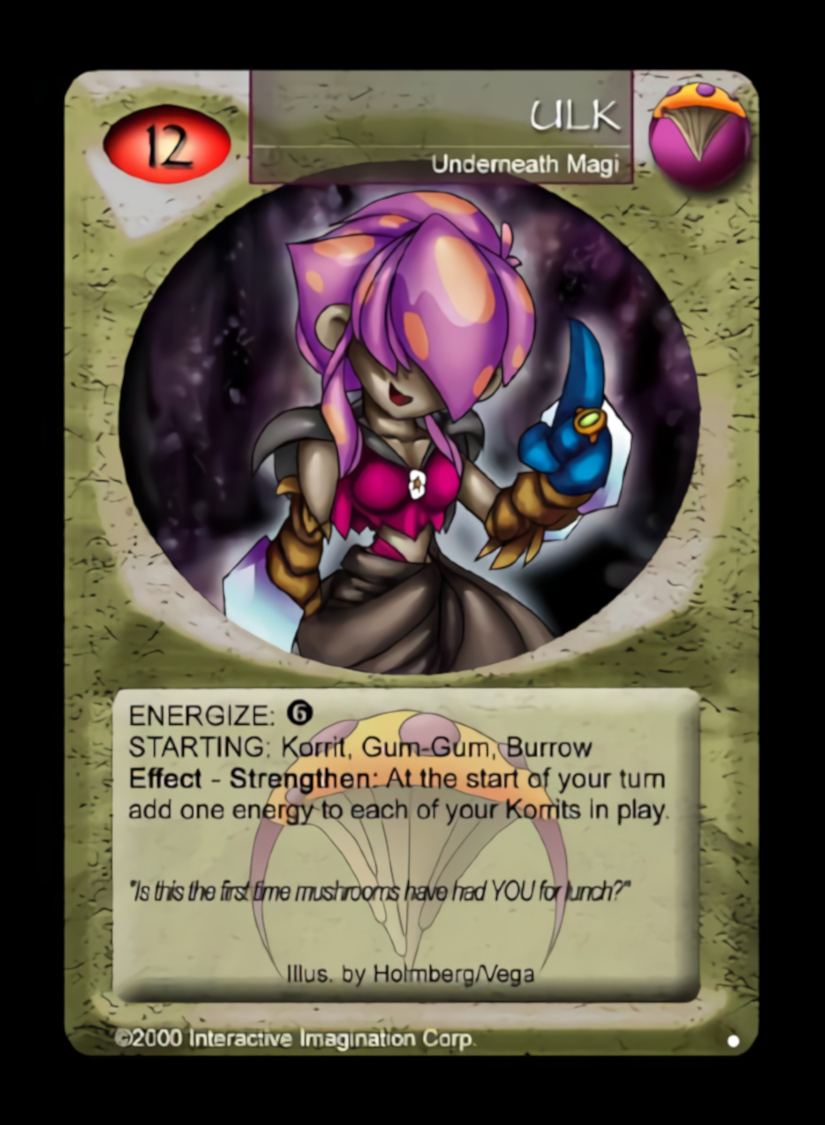 12
ULK
Underneath Magi
ENERGIZE: 6
STARTING: Korrit, Gum-Gum, Burrow
Effect - Strengthen: At the start of your turn
add one energy to each of your Korrits in play.
"Is this the first time mushrooms have had YOU for lunch?"
Illus. by Holmberg/Vega
©2000 Interactive Imagination Corp.